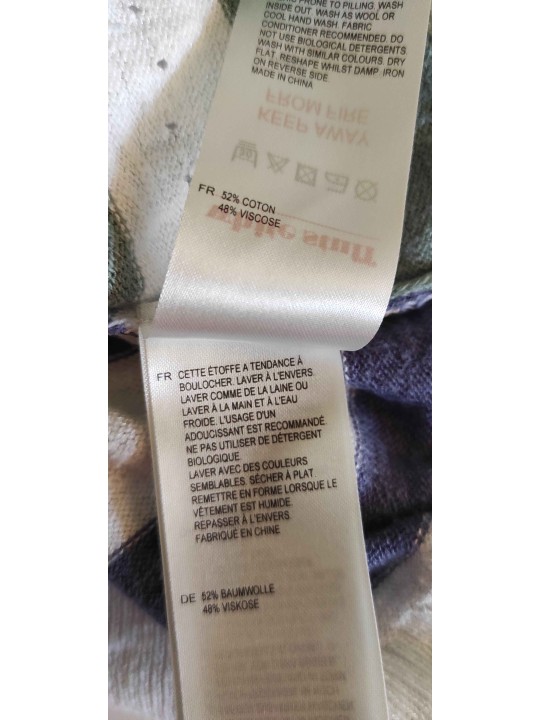 PRONE TO PILLING. WASH
INSIDE OUT. WASH AS WOOL OR
COOL HAND WASH. FABRIC
CONDITIONER RECOMMENDED. DO
NOT USE BIOLOGICAL DETERGENTS.
WASH WITH SIMILAR COLOURS. DRY
FLAT. RESHAPE WHILST DAMP. IRON
ON REVERSE SIDE.
MADE IN CHINA
KEEP AWAY
FROM FIRE
FR 52% COTON
48% VISCOSE
white stuff
FR CETTE ÉTOFFE A TENDANCE À
BOULOCHER. LAVER À L'ENVERS.
LAVER COMME DE LA LAINE OU
LAVER À LA MAIN ET À L'EAU
FROIDE. L'USAGE D'UN
ADOUCISSANT EST RECOMMANDÉ.
NE PAS UTILISER DE DÉTERGENT
BIOLOGIQUE.
LAVER AVEC DES COULEURS
SEMBLABLES. SÉCHER À PLAT
REMETTRE EN FORME LORSQUE LE
VÊTEMENT EST HUMIDE.
REPASSER À L'ENVERS.
FABRIQUÉ EN CHINE
DE 52% BAUMWOLLE
48% VISKOSE